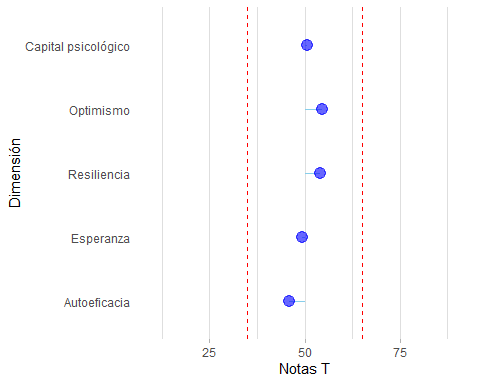 Capital psicológico
Optimismo
Resiliencia
Esperanza
Autoeficacia
Dimensión
25 50 75
Notas T